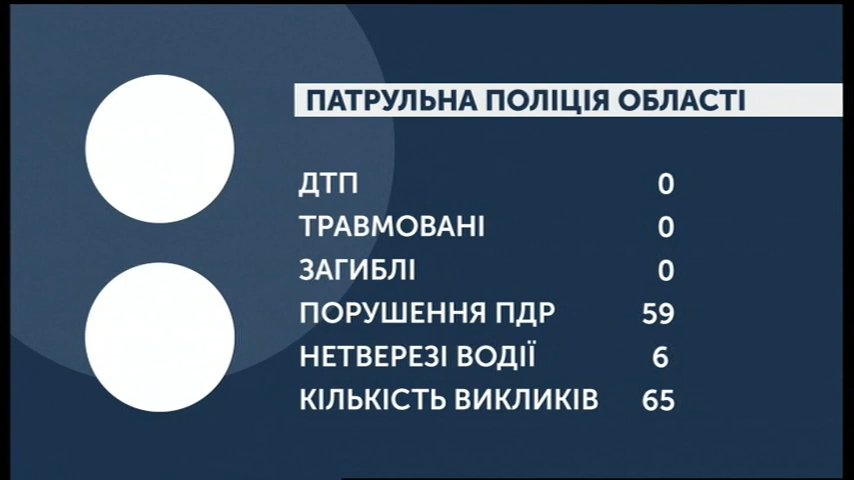 ПАТРУЛЬНА ПОЛІЦІЯ ОБЛАСТІ
ДТП 0
ТРАВМОВАНІ 0
ЗАГИБЛІ 0
ПОРУШЕННЯ ПДР 59
НЕТВЕРЕЗІ ВОДІЇ 6
КІЛЬКІСТЬ ВИКЛИКІВ 65